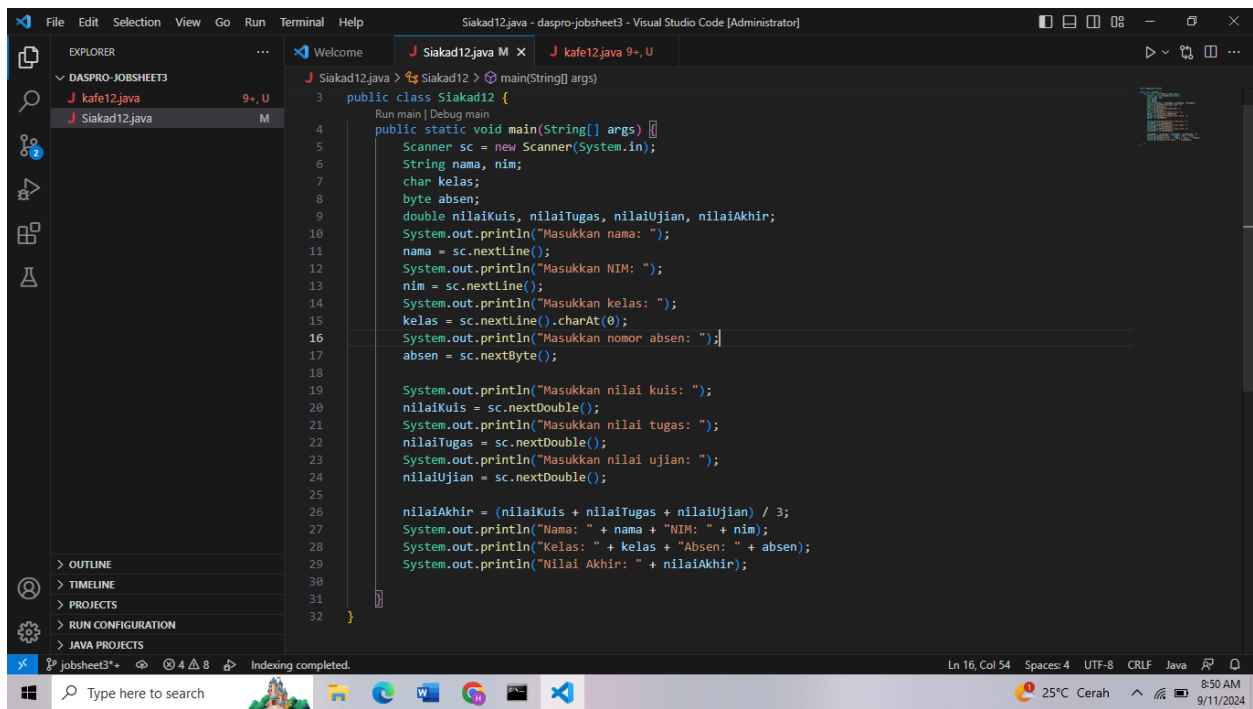 File Edit Selection View Go Run Terminal Help Siakad12.java - daspro-jobsheet3 - Visual Studio Code [Administrator]
EXPLORER
Welcome J Siakad12.java M J kafe12.java 9+, U
DASPRO-JOBSHEET3
J kafe12.java 9+, U
J Siakad12.java M
2
OUTLINE
TIMELINE
PROJECTS
RUN CONFIGURATION
JAVA PROJECTS
J Siakad12.java > Siakad12 > main(String[] args)
3 public class Siakad12 {
Run main | Debug main
4 public static void main(String[] args) {
5 Scanner sc = new Scanner(System.in);
6 String nama, nim;
7 char kelas;
8 byte absen;
9 double nilaiKuis, nilaiTugas, nilaiUjian, nilaiAkhir;
10 System.out.println("Masukkan nama: ");
11 nama = sc.nextLine();
12 System.out.println("Masukkan NIM: ");
13 nim = sc.nextLine();
14 System.out.println("Masukkan kelas: ");
15 kelas = sc.nextLine().charAt(0);
16 System.out.println("Masukkan nomor absen: ");
17 absen = sc.nextByte();
18
19 System.out.println("Masukkan nilai kuis: ");
20 nilaiKuis = sc.nextDouble();
21 System.out.println("Masukkan nilai tugas: ");
22 nilaiTugas = sc.nextDouble();
23 System.out.println("Masukkan nilai ujian: ");
24 nilaiUjian = sc.nextDouble();
25
26 nilaiAkhir = (nilaiKuis + nilaiTugas + nilaiUjian) / 3;
27 System.out.println("Nama: " + nama + "NIM: " + nim);
28 System.out.println("Kelas: " + kelas + "Absen: " + absen);
29 System.out.println("Nilai Akhir: " + nilaiAkhir);
30
31 }
32 }
jobsheet3*+ 4 8 Indexing completed. Ln 16, Col 54 Spaces: 4 UTF-8 CRLF Java
Type here to search 25°C Cerah 8:50 AM
9/11/2024